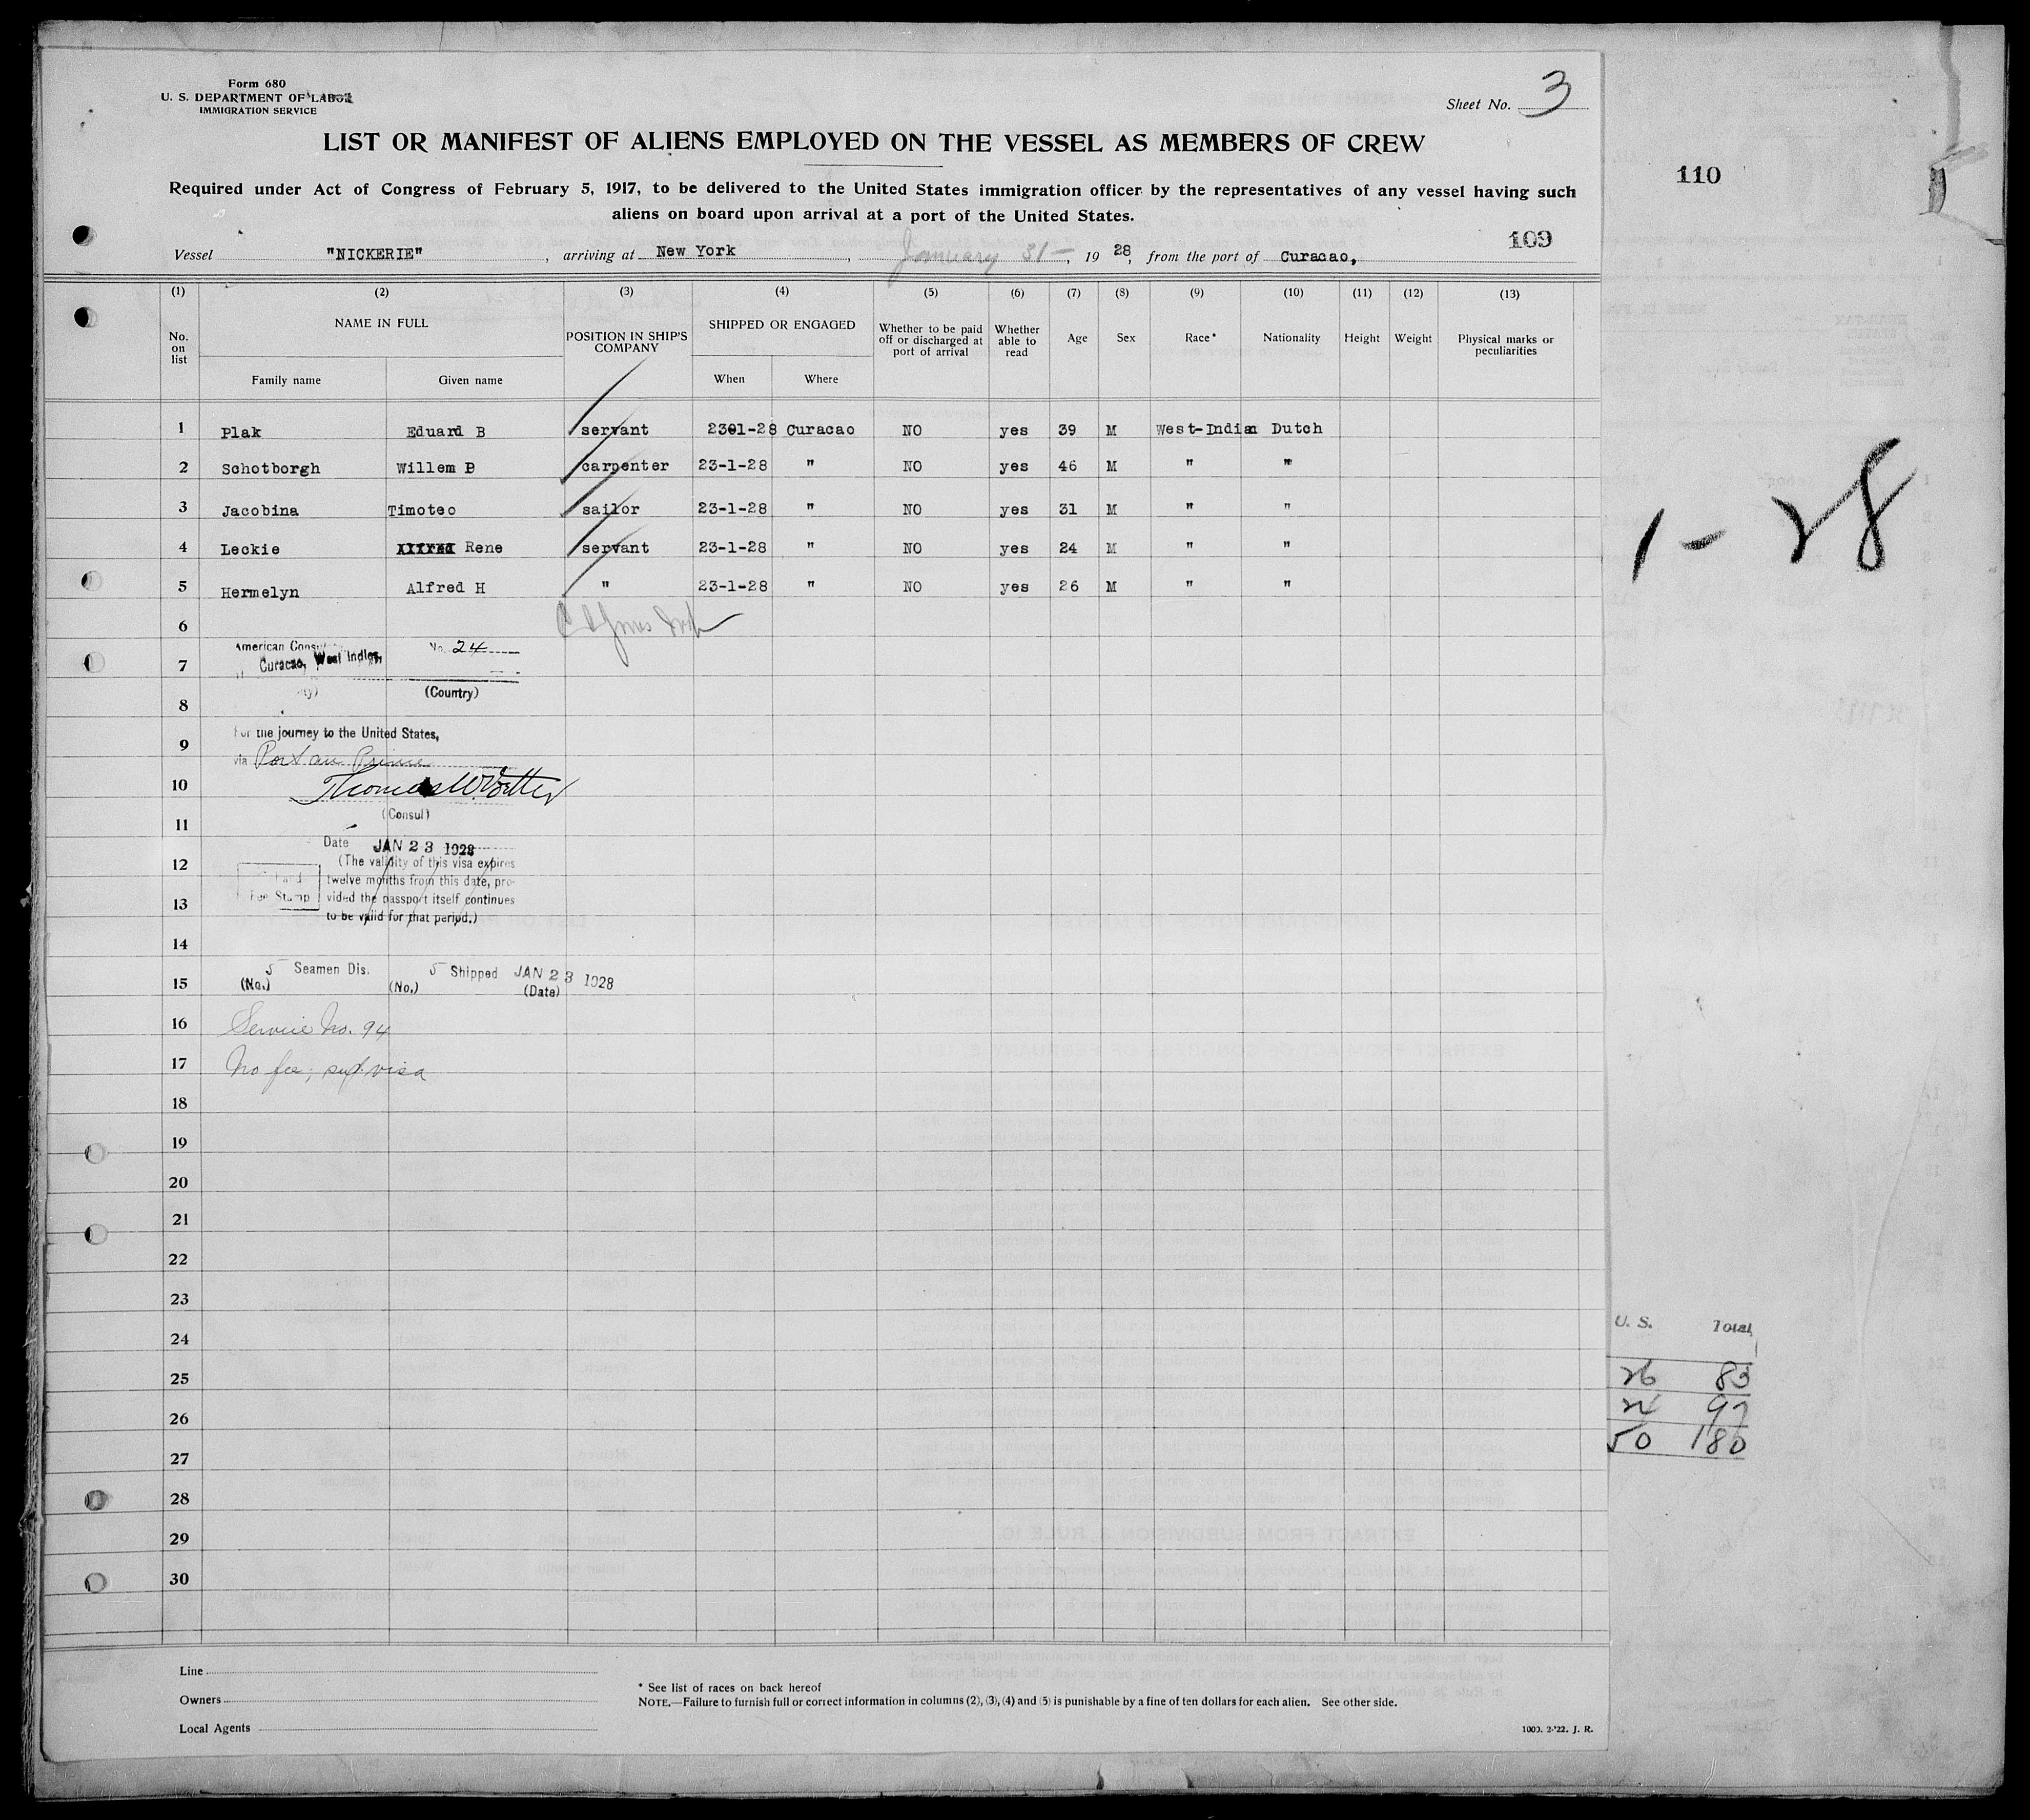 Form 680
U. S. DEPARTMENT OF LABOR
IMMIGRATION SERVICE
Sheet No. 3
LIST OR MANIFEST OF ALIENS EMPLOYED ON THE VESSEL AS MEMBERS OF CREW
Required under Act of Congress of February 5, 1917, to be delivered to the United States immigration officer by the representatives of any vessel having such
aliens on board upon arrival at a port of the United States.
110
109
Vessel "NICKERIE", arriving at New York, January 31-, 1928, from the port of Curacao,
(1) (2) (3) (4) (5) (6) (7) (8) (9) (10) (11) (12) (13)
No. on list NAME IN FULL POSITION IN SHIP'S COMPANY SHIPPED OR ENGAGED Whether to be paid off or discharged at port of arrival Whether able to read Age Sex Race* Nationality Height Weight Physical marks or peculiarities
Family name Given name When Where
1 Plak Eduard B servant 2301-28 Curacao NO yes 39 M West-Indian Dutch
2 Schotborgh Willem P carpenter 23-1-28 " NO yes 46 M " "
3 Jacobina Timoteo sailor 23-1-28 " NO yes 31 M " "
4 Leckie Rene servant 23-1-28 " NO yes 24 M " "
5 Hermelyn Alfred H " 23-1-28 " NO yes 26 M " "
1-28
6
American Consul No. 24
7
Curacao, West Indies,
(Country)
8
For the journey to the United States,
9
via Port au Prince
10
(Consul)
11
Date JAN 23 1928
12
(The validity of this visa expires
twelve months from this date, pro-
Fee Stamp vided the passport itself continues
13
to be valid for that period.)
14
5 Seamen Dis. 5 Shipped JAN 23 1928
15
(No.) (No.) (Date)
16
Service No. 94
17
No fee, visa
18
19
20
21
22
23
24
U. S. Total
25
26 83
26
24 97
27
50 180
28
29
30
Line
Owners
Local Agents
* See list of races on back hereof
NOTE.—Failure to furnish full or correct information in columns (2), (3), (4) and (5) is punishable by a fine of ten dollars for each alien. See other side.
1000. 2-'22. J. R.